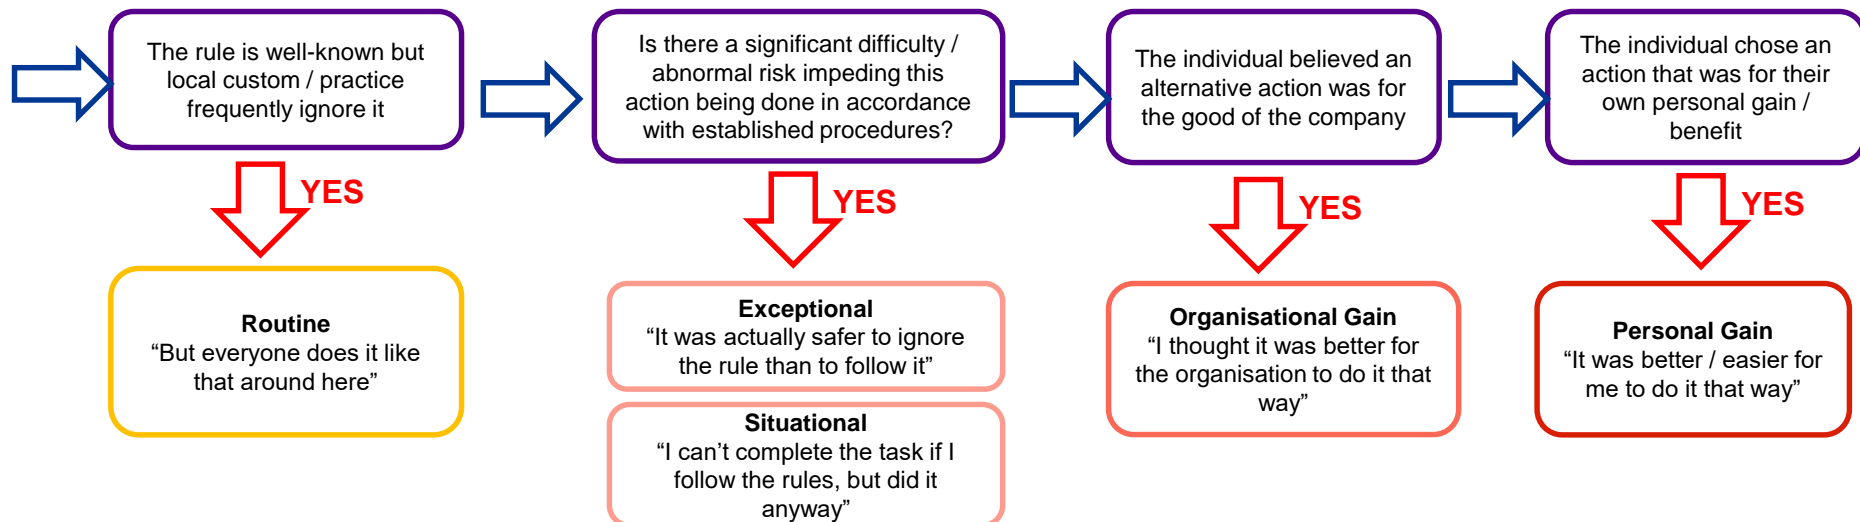 The rule is well-known but
local custom / practice
frequently ignore it
Is there a significant difficulty /
abnormal risk impeding this
action being done in accordance
with established procedures?
The individual believed an
alternative action was for
the good of the company
The individual chose an
action that was for their
own personal gain /
benefit
YES
YES
YES
YES
Routine
“But everyone does it like
that around here”
Exceptional
“It was actually safer to ignore
the rule than to follow it”
Situational
“I can’t complete the task if I
follow the rules, but did it
anyway”
Organisational Gain
“I thought it was better for
the organisation to do it that
way”
Personal Gain
“It was better / easier for
me to do it that way”